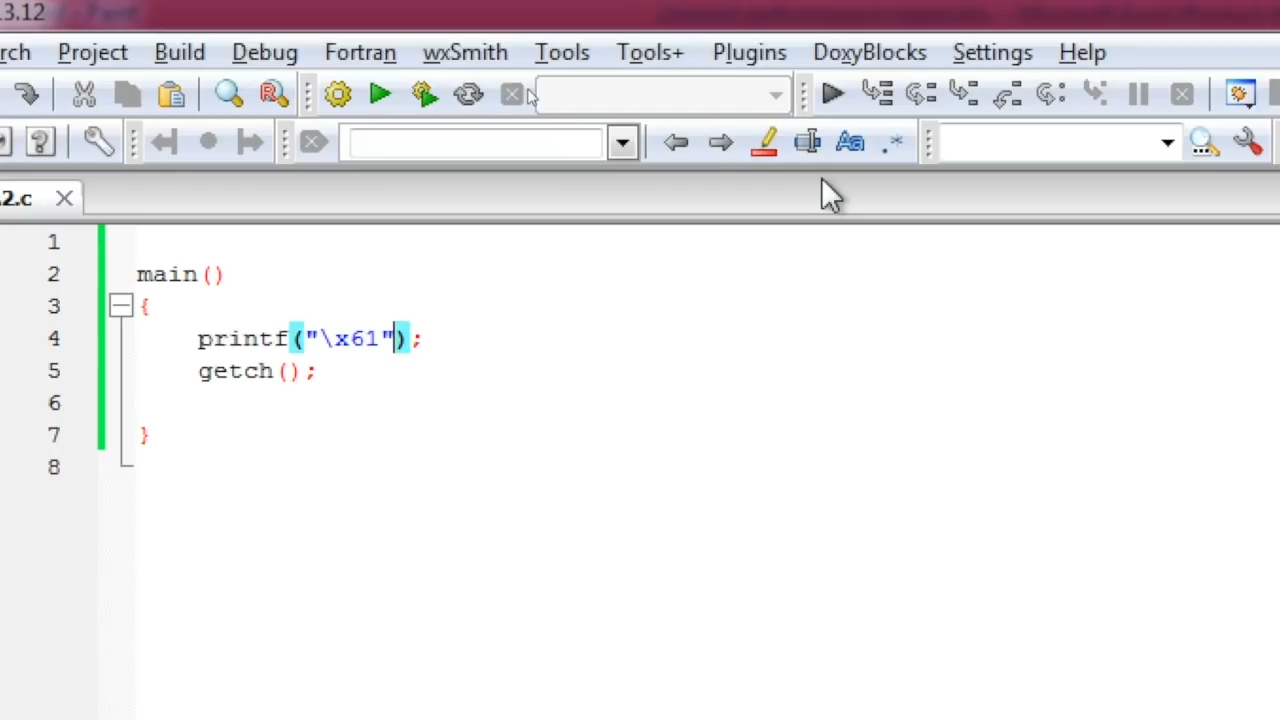 3.12
rch Project Build Debug Fortran wxSmith Tools Tools+ Plugins DoxyBlocks Settings Help
2.c
1
2 main()
3 {
4 printf("\x61");
5 getch();
6
7 }
8